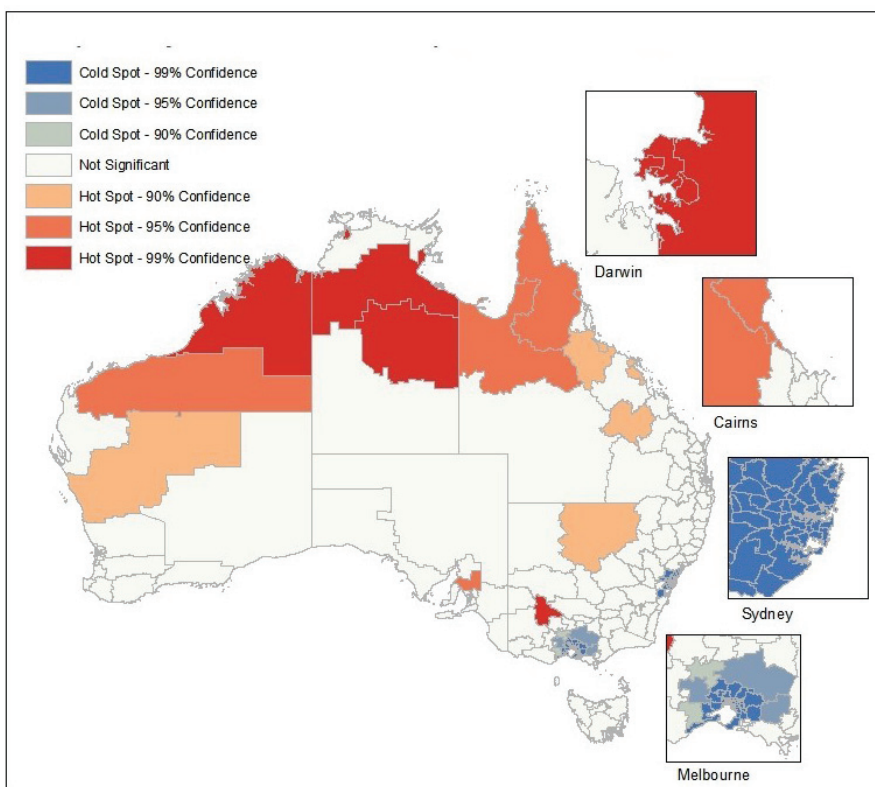 Cold Spot - 99% Confidence
Cold Spot - 95% Confidence
Cold Spot - 90% Confidence
Not Significant
Hot Spot - 90% Confidence
Hot Spot - 95% Confidence
Hot Spot - 99% Confidence
Darwin
Cairns
Sydney
Melbourne